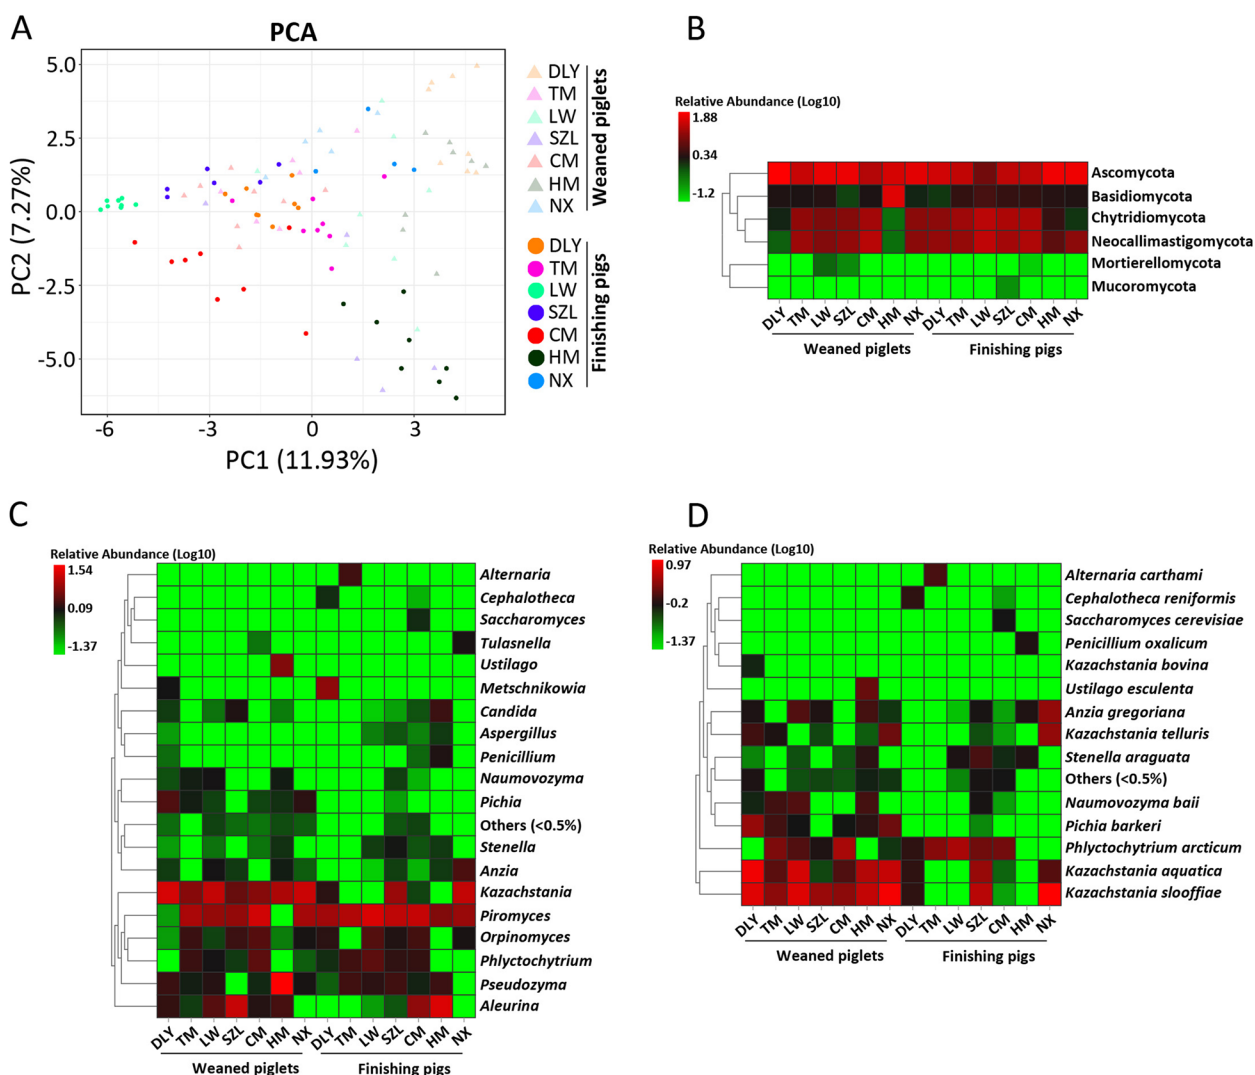 A
PCA
5.0
2.5
0.0
-2.5
-5.0
PC2 (7.27%)
-6
-3
0
3
PC1 (11.93%)
DLY
TM
LW
SZL
CM
HM
NX
Weaned piglets
DLY
TM
LW
SZL
CM
HM
NX
Finishing pigs
B
Relative Abundance (Log10)
1.88
0.34
-1.2
Ascomycota
Basidiomycota
Chytridiomycota
Neocallimastigomycota
Mortierellomycota
Mucoromycota
DLY TM LW SZL CM HM NX DLY TM LW SZL CM HM NX
Weaned piglets Finishing pigs
C
Relative Abundance (Log10)
1.54
0.09
-1.37
Alternaria
Cephalotheca
Saccharomyces
Tulasnella
Ustilago
Metschnikowia
Candida
Aspergillus
Penicillium
Naumovozyma
Pichia
Others (<0.5%)
Stenella
Anzia
Kazachstania
Piromyces
Orpinomyces
Phlyctochytrium
Pseudozyma
Aleurina
DLY TM LW SZL CM HM NX DLY TM LW SZL CM HM NX
Weaned piglets Finishing pigs
D
Relative Abundance (Log10)
0.97
-0.2
-1.37
Alternaria carthami
Cephalotheca reniformis
Saccharomyces cerevisiae
Penicillium oxalicum
Kazachstania bovina
Ustilago esculenta
Anzia gregoriana
Kazachstania telluris
Stenella araguata
Others (<0.5%)
Naumovozyma baii
Pichia barkeri
Phlyctochytrium arcticum
Kazachstania aquatica
Kazachstania slooffiae
DLY TM LW SZL CM HM NX DLY TM LW SZL CM HM NX
Weaned piglets Finishing pigs